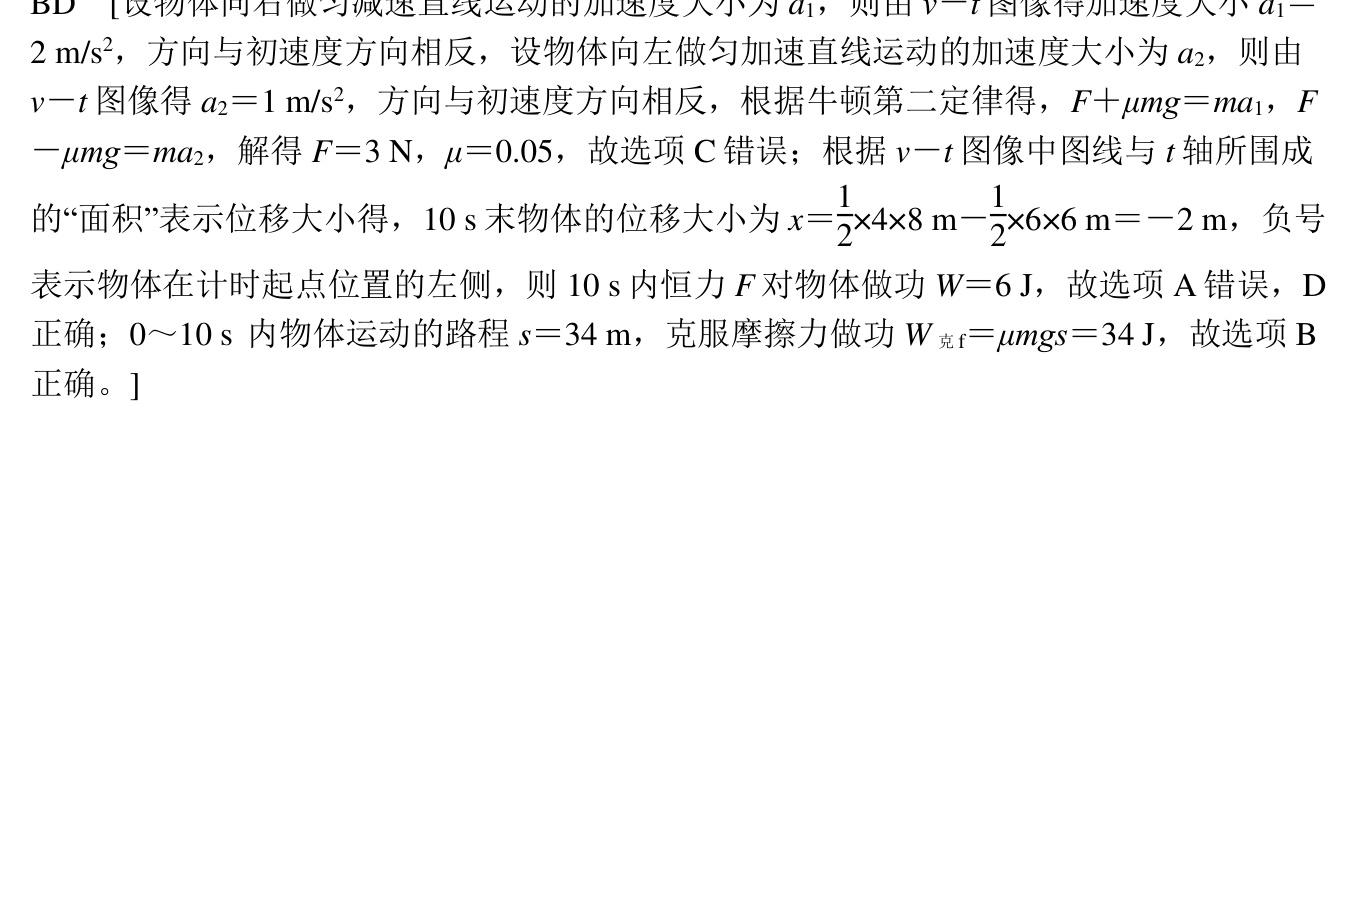 BD [设物体向右做匀减速直线运动的加速度大小为 a₁，则由 v－t 图像得加速度大小 a₁＝
2 m/s²，方向与初速度方向相反，设物体向左做匀加速直线运动的加速度大小为 a₂，则由
v－t 图像得 a₂＝1 m/s²，方向与初速度方向相反，根据牛顿第二定律得，F＋μmg＝ma₁，F
－μmg＝ma₂，解得 F＝3 N，μ＝0.05，故选项 C 错误；根据 v－t 图像中图线与 t 轴所围成
的“面积”表示位移大小得，10 s 末物体的位移大小为 x＝1/2×4×8 m－1/2×6×6 m＝－2 m，负号
表示物体在计时起点位置的左侧，则 10 s 内恒力 F 对物体做功 W＝6 J，故选项 A 错误，D
正确；0～10 s 内物体运动的路程 s＝34 m，克服摩擦力做功 W克f＝μmgs＝34 J，故选项 B
正确。]